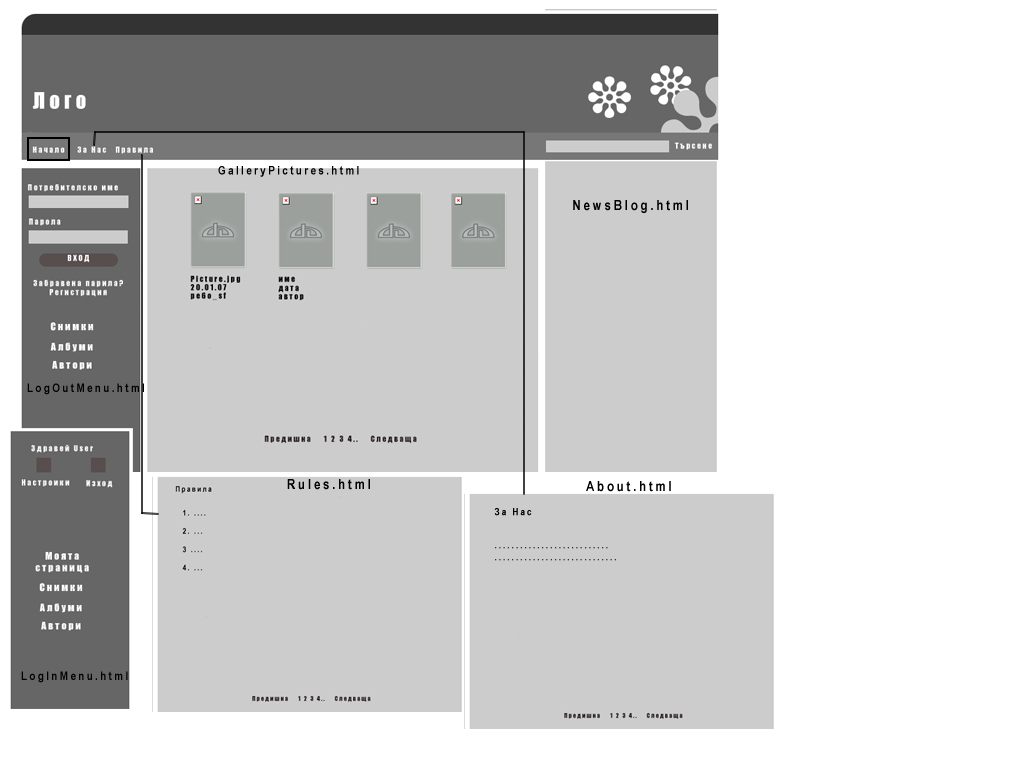 Лого
Начало За Нас Правила
Търсене
GalleryPictures.html
NewsBlog.html
Потребителско име
Парола
ВХОД
Забравена парила?
Регистрация
Снимки
Албуми
Автори
LogOutMenu.html
Picture.jpg
20.01.07
ребо_sf
име
дата
автор
Предишна 1 2 3 4.. Следваща
Здравей User
Настройки Изход
Моята
страница
Снимки
Албуми
Автори
LogInMenu.html
Rules.html
Правила
1. ....
2. ...
3 ....
4. ...
Предишна 1 2 3 4.. Следваща
About.html
За Нас
...........................
.............................
Предишна 1 2 3 4.. Следваща